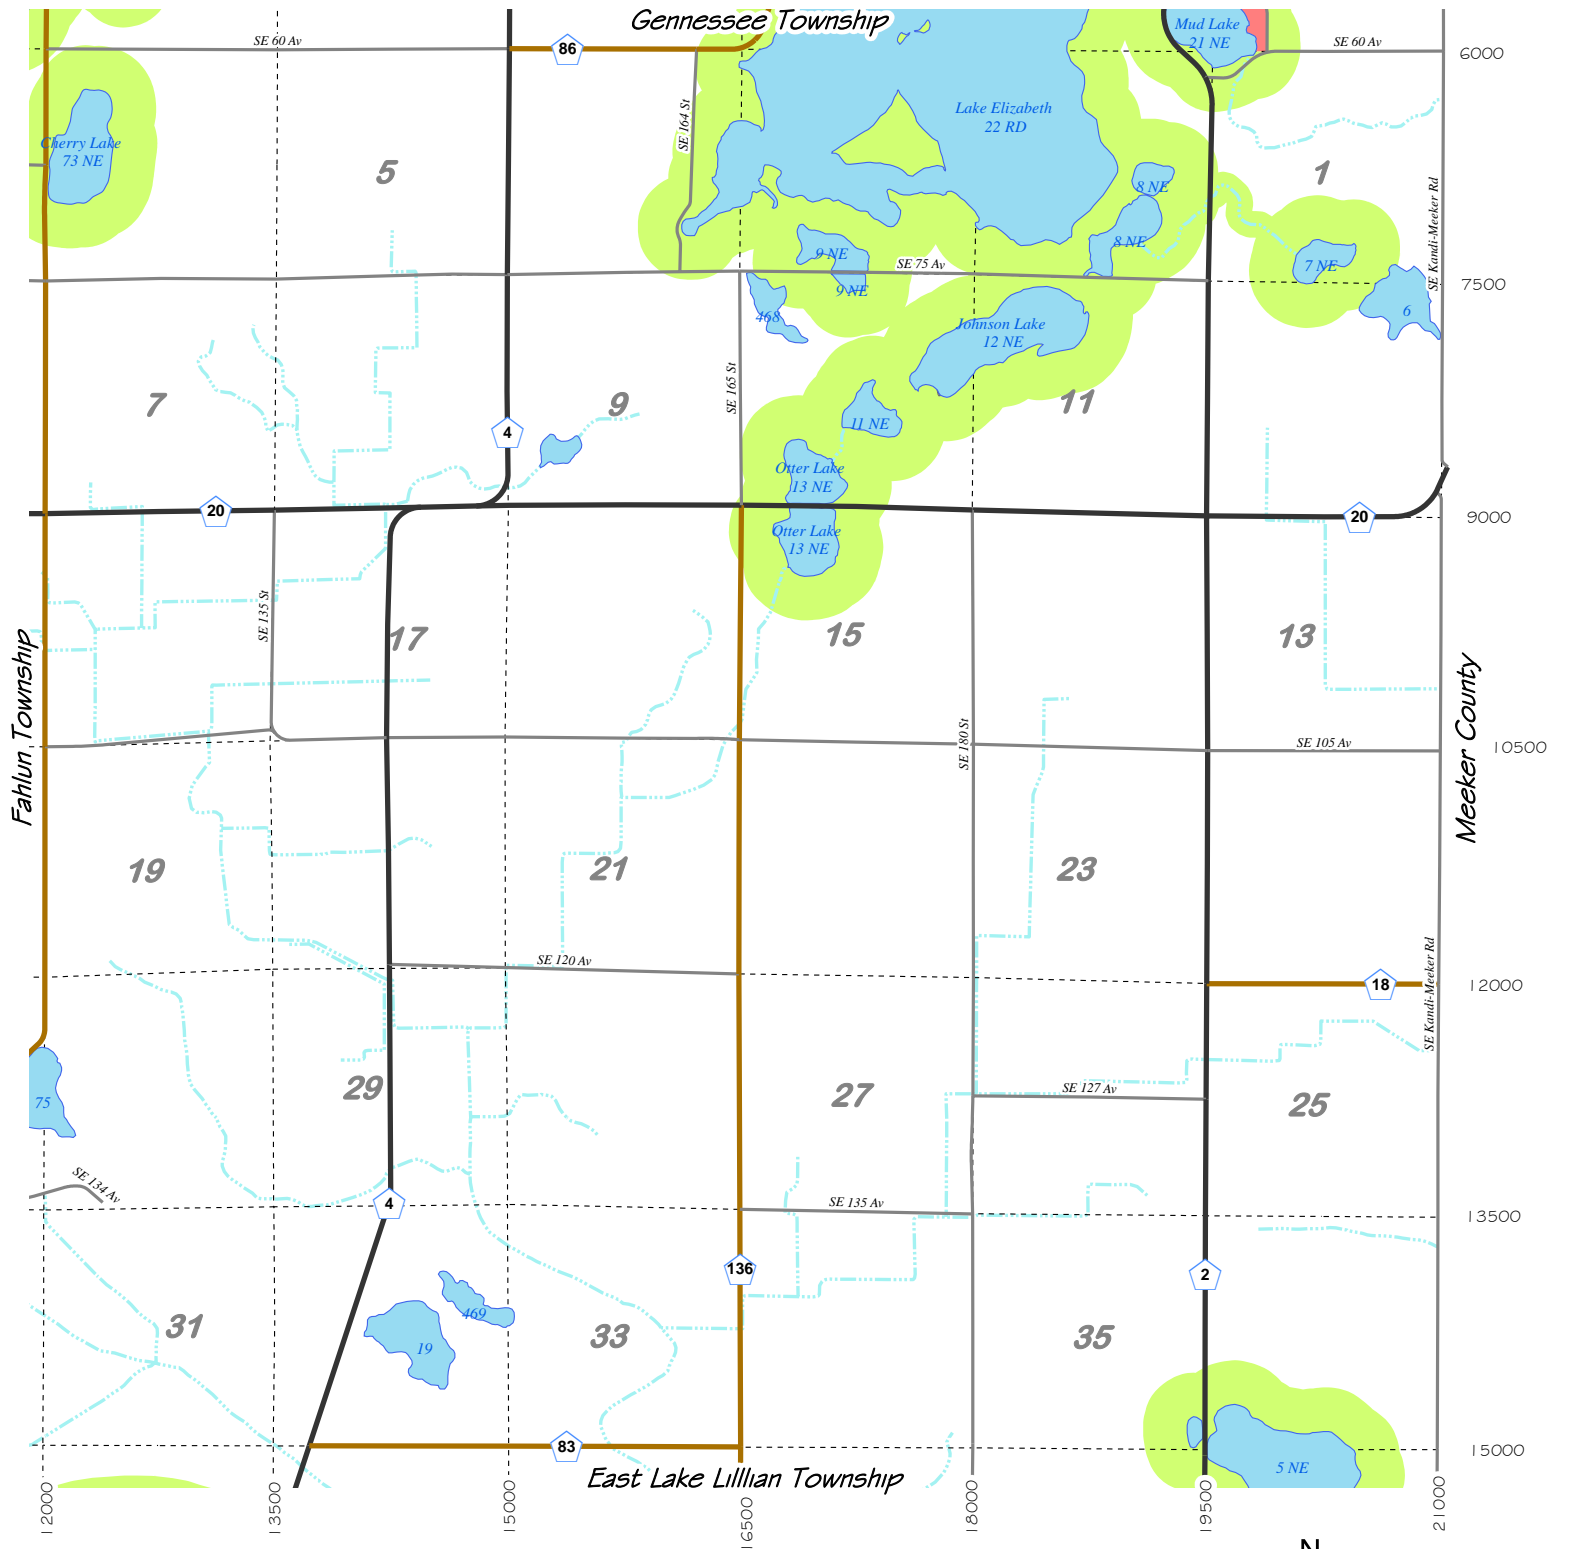 Gennessee Township
Mud Lake
21 NE
SE 60 Av
86
SE 60 Av
6000
Lake Elizabeth
22 RD
SE 164 St
Cherry Lake
73 NE
5
1
8 NE
SE Kandi-Meeker Rd
8 NE
9 NE
SE 75 Av
7 NE
7500
9 NE
468
6
Johnson Lake
12 NE
SE 165 St
7
9
11
4
11 NE
Otter Lake
13 NE
20
20
9000
Otter Lake
13 NE
SE 135 St
17
15
13
Fahlun Township
Meeker County
SE 180 St
SE 105 Av
10500
19
21
23
SE 120 Av
SE Kandi-Meeker Rd
18
12000
29
27
SE 127 Av
25
75
SE 134 Av
4
SE 135 Av
13500
136
2
469
31
19
33
35
83
15000
5 NE
East Lake Lilllian Township
12000
13500
15000
16500
18000
19500
21000
N